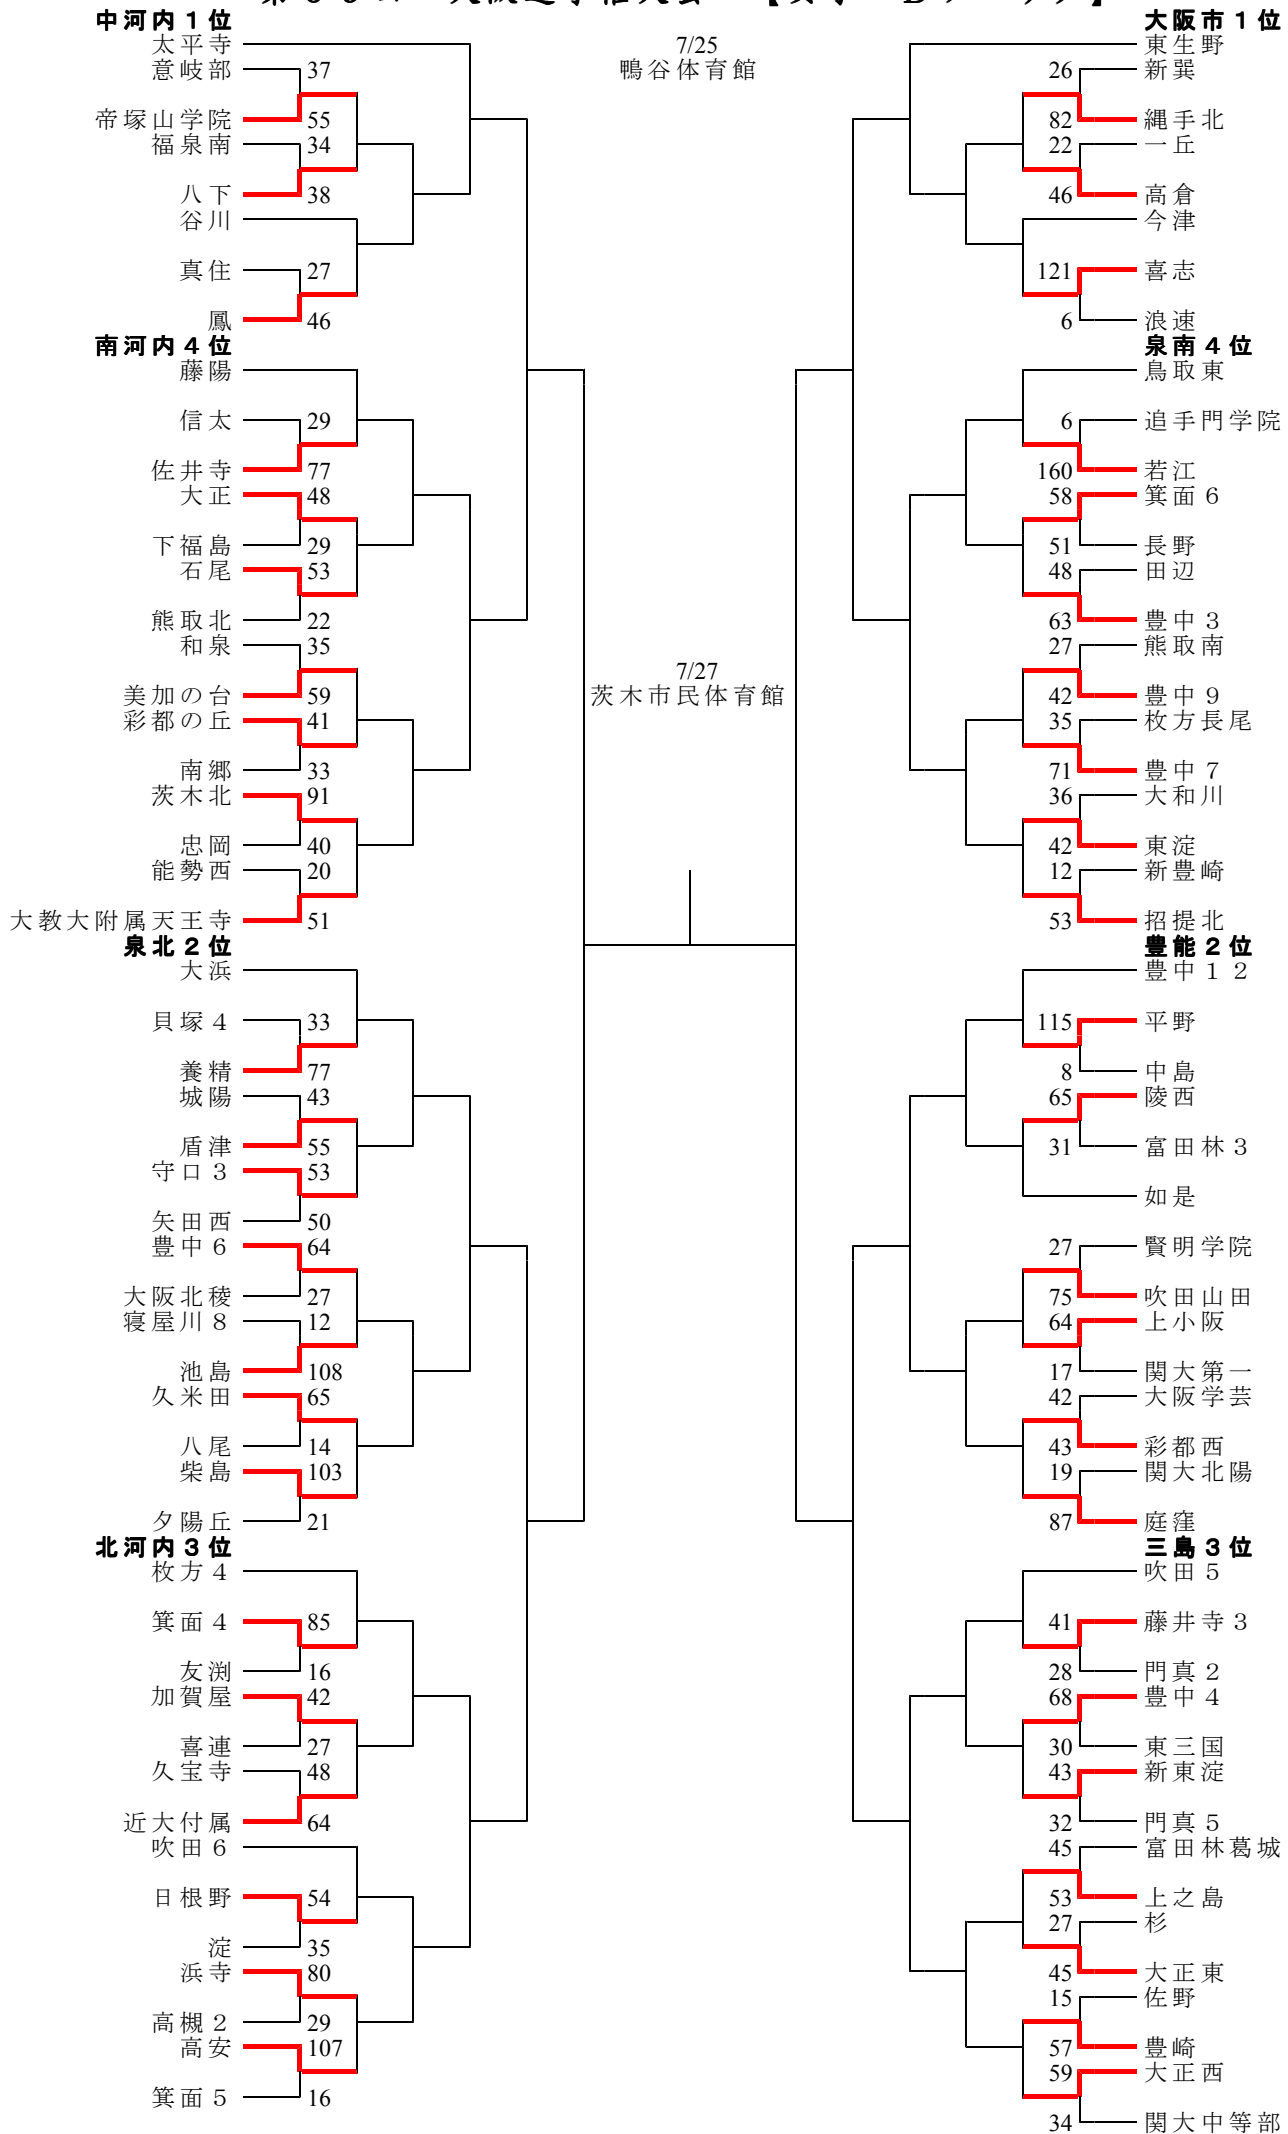 中河内１位
太平寺
意岐部 37
帝塚山学院 55
福泉南 34
八下 38
谷川
真住 27
鳳 46
南河内４位
藤陽
信太 29
佐井寺 77
大正 48
下福島 29
石尾 53
熊取北 22
和泉 35
美加の台 59
彩都の丘 41
南郷 33
茨木北 91
忠岡 40
能勢西 20
大教大附属天王寺 51
泉北２位
大浜
貝塚４ 33
養精 77
城陽 43
盾津 55
守口３ 53
矢田西 50
豊中６ 64
大阪北稜 27
寝屋川８ 12
池島 108
久米田 65
八尾 14
柴島 103
夕陽丘 21
北河内３位
枚方４
箕面４ 85
友渕 16
加賀屋 42
喜連 27
久宝寺 48
近大付属 64
吹田６
日根野 54
淀 35
浜寺 80
高槻２ 29
高安 107
箕面５ 16
7/25
鴨谷体育館
7/27
茨木市民体育館
大阪市１位
東生野
26 新巽
82 縄手北
22 一丘
46 高倉
今津
121 喜志
6 浪速
泉南４位
鳥取東
6 追手門学院
160 若江
58 箕面６
51 長野
48 田辺
63 豊中３
27 熊取南
42 豊中９
35 枚方長尾
71 豊中７
36 大和川
42 東淀
12 新豊崎
53 招提北
豊能２位
豊中１２
115 平野
8 中島
65 陵西
31 富田林３
如是
27 賢明学院
75 吹田山田
64 上小阪
17 関大第一
42 大阪学芸
43 彩都西
19 関大北陽
87 庭窪
三島３位
吹田５
41 藤井寺３
28 門真２
68 豊中４
30 東三国
43 新東淀
32 門真５
45 富田林葛城
53 上之島
27 杉
45 大正東
15 佐野
57 豊崎
59 大正西
34 関大中等部